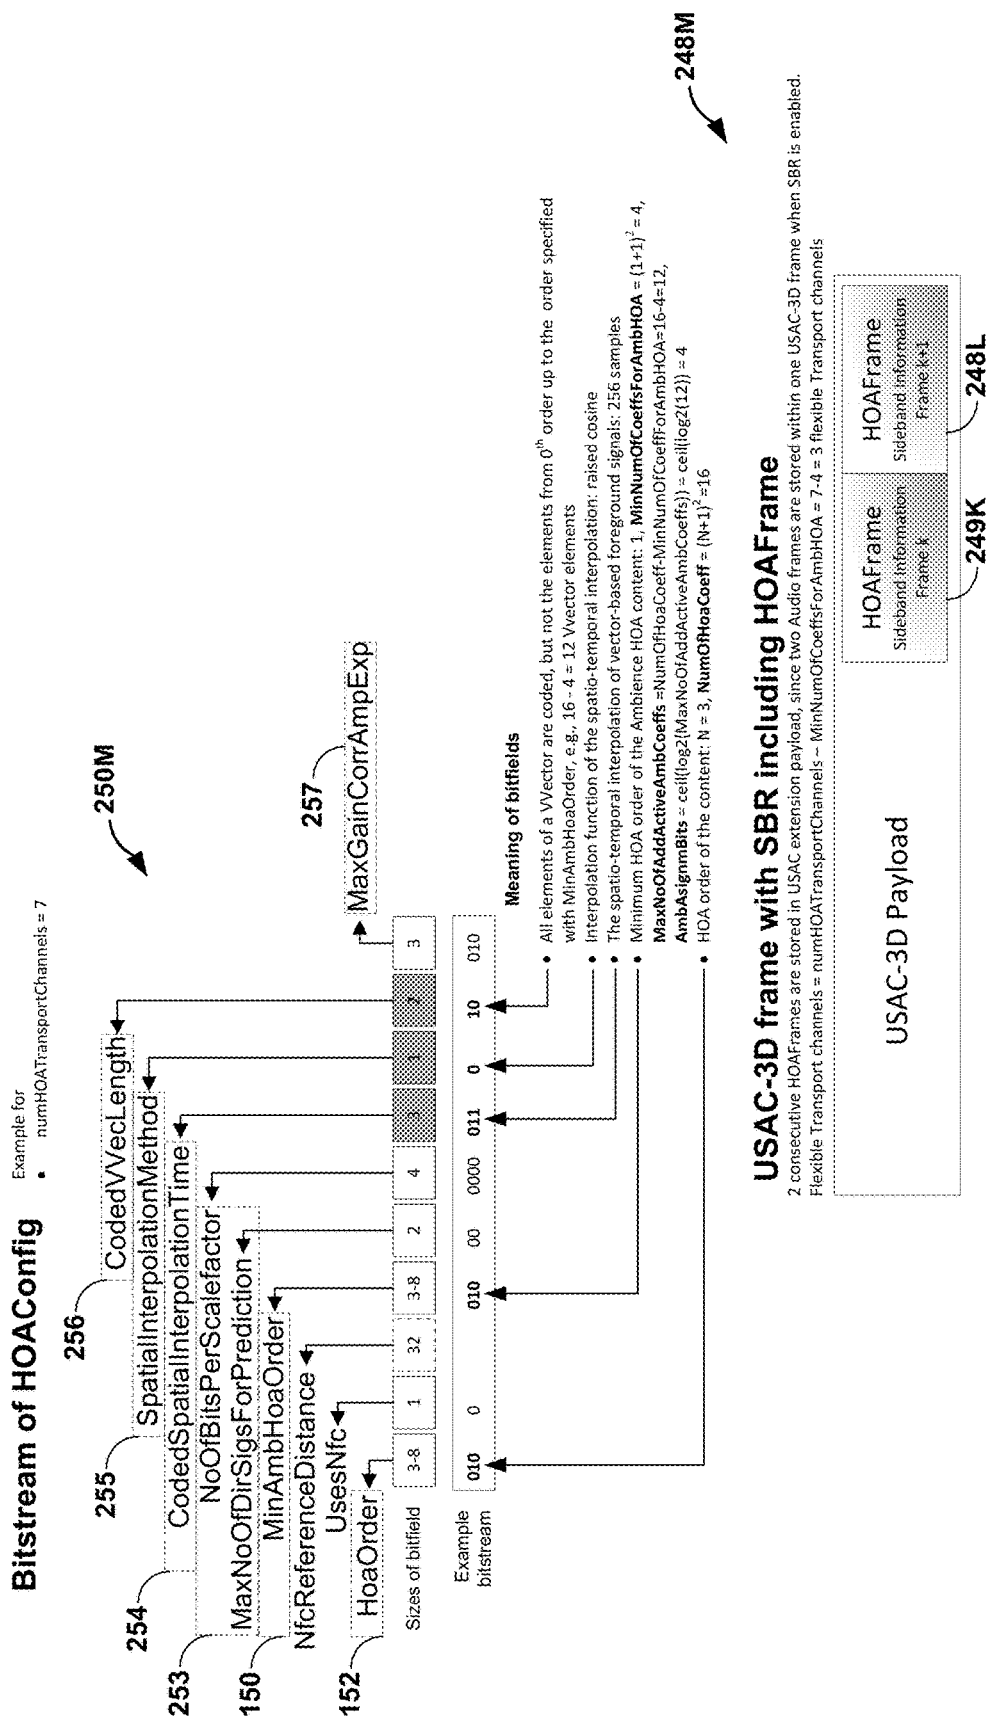 Bitstream of HOAConfig
Example for
• numHOATransportChannels = 7
250M
256
CodedVVecLength
255
SpatialInterpolationMethod
254
CodedSpatialInterpolationTime
NoOfBitsPerScalefactor
253
MaxNoOfDirSigsForPrediction
150
MinAmbHoaOrder
NfcReferenceDistance
UsesNfc
152
HoaOrder
257
MaxGainCorrAmpExp
Sizes of bitfield
3-8 1 32 3-8 2 4 3 1 2 3
Example
bitstream
010 0 010 00 0000 011 0 10 010
Meaning of bitfields
• All elements of a VVector are coded, but not the elements from 0th order up to the order specified
with MinAmbHoaOrder, e.g., 16 - 4 = 12 Vvector elements
• Interpolation function of the spatio-temporal interpolation: raised cosine
• The spatio-temporal interpolation of vector-based foreground signals: 256 samples
• Minimum HOA order of the Ambience HOA content: 1, MinNumOfCoeffsForAmbHOA = (1+1)² = 4,
MaxNoOfAddActiveAmbCoeffs =NumOfHoaCoeff-MinNumOfCoeffForAmbHOA=16-4=12,
AmbAsignmBits = ceil(log2(MaxNoOfAddActiveAmbCoeffs)) = ceil(log2(12)) = 4
• HOA order of the content: N = 3, NumOfHoaCoeff = (N+1)² =16
248M
USAC-3D frame with SBR including HOAFrame
2 consecutive HOAFrames are stored in USAC extension payload, since two Audio frames are stored within one USAC-3D frame when SBR is enabled.
Flexible Transport channels = numHOATransportChannels – MinNumOfCoeffsForAmbHOA = 7-4 = 3 flexible Transport channels
USAC-3D Payload
HOAFrame
Sideband Information
Frame k
HOAFrame
Sideband Information
Frame k+1
249K
248L